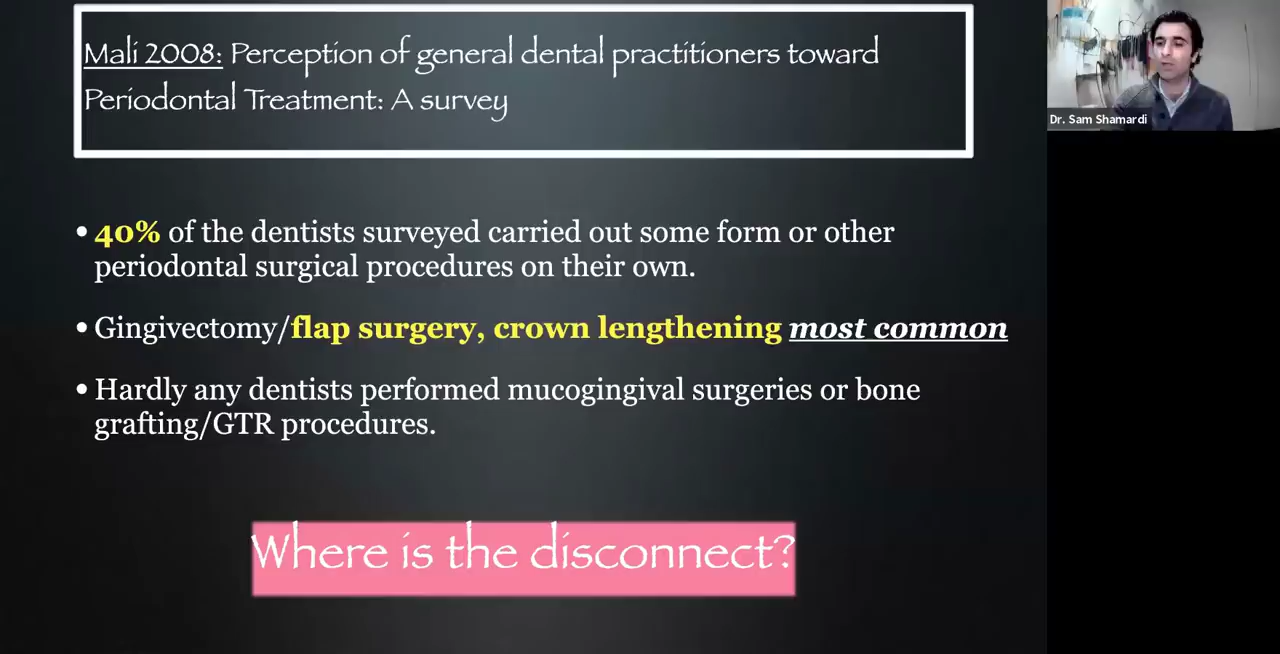 Mali 2008: Perception of general dental practitioners toward
Periodontal Treatment: A survey
Dr. Sam Shamardi
• 40% of the dentists surveyed carried out some form or other
periodontal surgical procedures on their own.
• Gingivectomy/flap surgery, crown lengthening most common
• Hardly any dentists performed mucogingival surgeries or bone
grafting/GTR procedures.
Where is the disconnect?